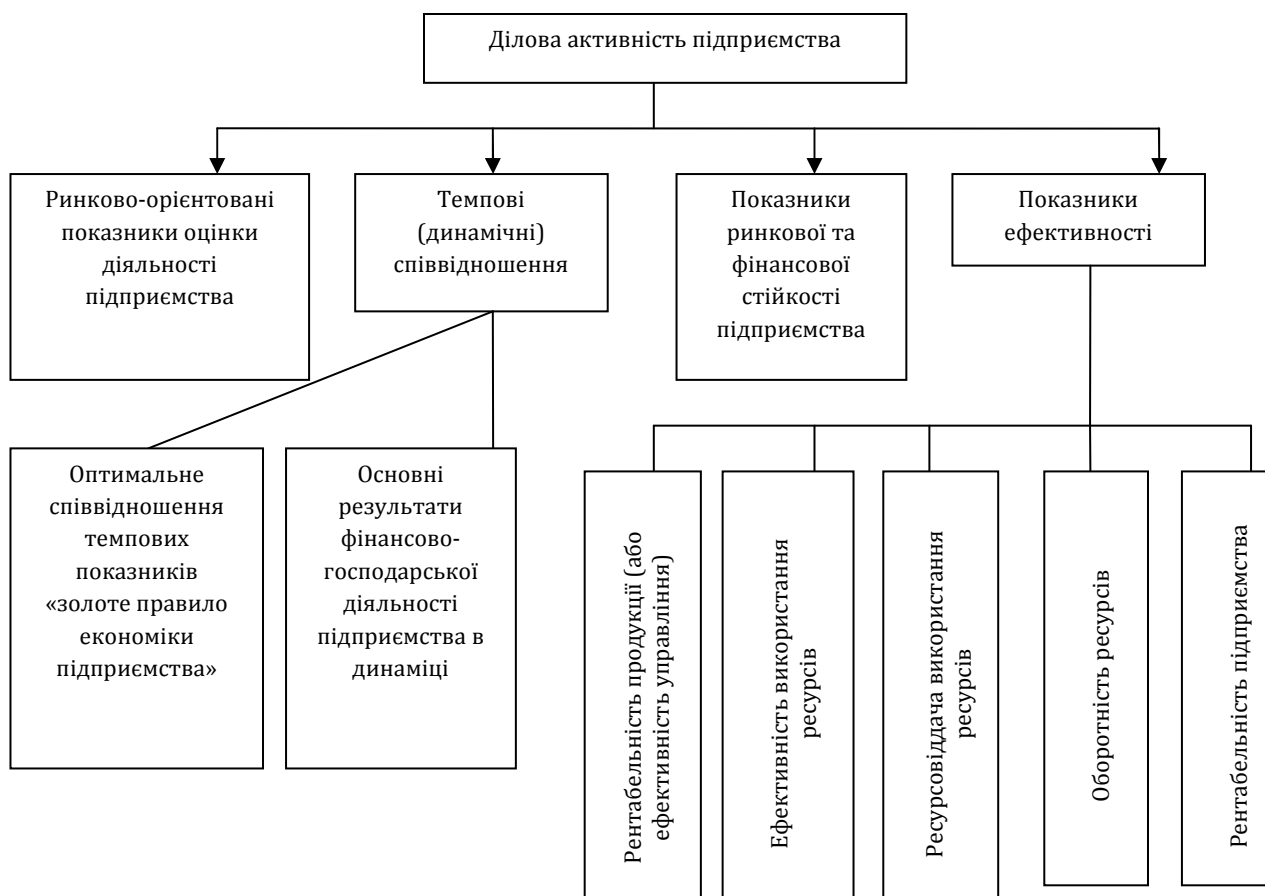 Ділова активність підприємства
Ринково-орієнтовані
показники оцінки
діяльності
підприємства
Темпові
(динамічні)
співвідношення
Показники
ринкової та
фінансової
стійкості
підприємства
Показники
ефективності
Оптимальне
співвідношення
темпових
показників
«золоте правило
економіки
підприємства»
Основні
результати
фінансово-
господарської
діяльності
підприємства в
динаміці
Рентабельність продукції (або
ефективність управління)
Ефективність використання
ресурсів
Ресурсовіддача використання
ресурсів
Оборотність ресурсів
Рентабельність підприємства